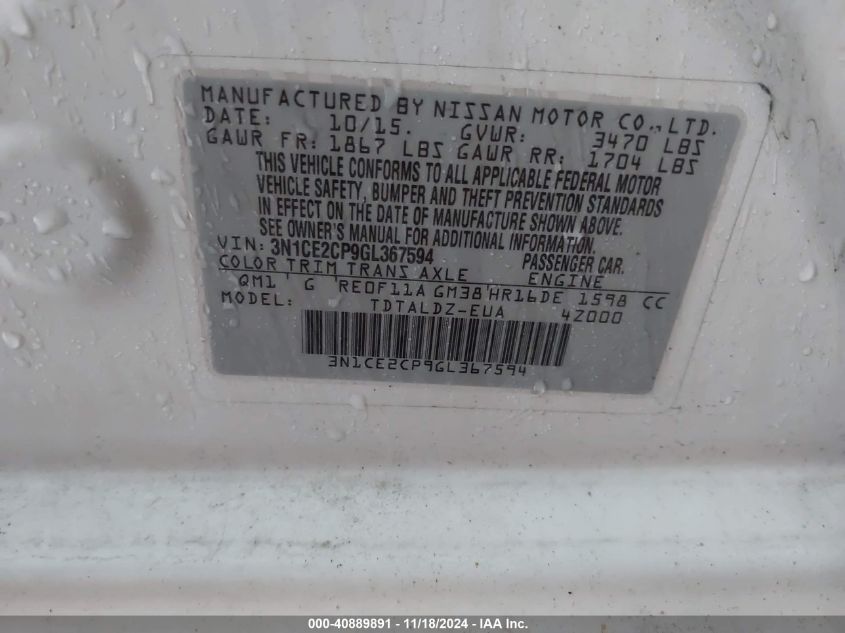 MANUFACTURED BY NISSAN MOTOR CO., LTD.
DATE: 10/15. GVWR: 3470 LBS
GAWR FR: 1867 LBS GAWR RR: 1704 LBS
THIS VEHICLE CONFORMS TO ALL APPLICABLE FEDERAL MOTOR
VEHICLE SAFETY, BUMPER AND THEFT PREVENTION STANDARDS
IN EFFECT ON THE DATE OF MANUFACTURE SHOWN ABOVE.
SEE OWNER'S MANUAL FOR ADDITIONAL INFORMATION.
VIN: 3N1CE2CP9GL367594 PASSENGER CAR.
COLOR TRIM TRANS AXLE ENGINE
QM1 G RE0F11A GM38 HR16DE 1598 CC
MODEL: TDTALDZ-EUA 4Z000
3N1CE2CP9GL367594
000-40889891 - 11/18/2024 - IAA Inc.